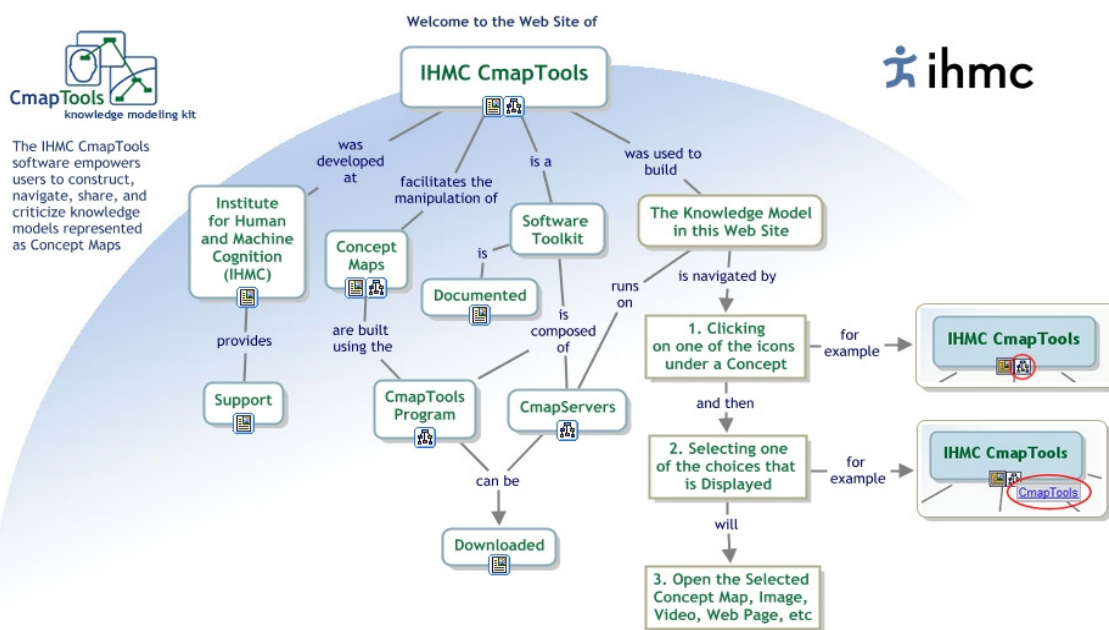 Welcome to the Web Site of
IHMC CmapTools
ihmc
CmapTools
knowledge modeling kit
The IHMC CmapTools
software empowers
users to construct,
navigate, share, and
criticize knowledge
models represented
as Concept Maps
was
developed
at
facilitates the
manipulation of
is a
was used to
build
Institute
for Human
and Machine
Cognition
(IHMC)
Concept
Maps
Software
Toolkit
The Knowledge Model
in this Web Site
is
Documented
runs
on
is navigated by
provides
are built
using the
is
composed
of
1. Clicking
on one of the icons
under a Concept
for
example
IHMC CmapTools
Support
CmapTools
Program
CmapServers
and then
2. Selecting one
of the choices that
is Displayed
for
example
IHMC CmapTools
CmapTools
can be
will
Downloaded
3. Open the Selected
Concept Map, Image,
Video, Web Page, etc